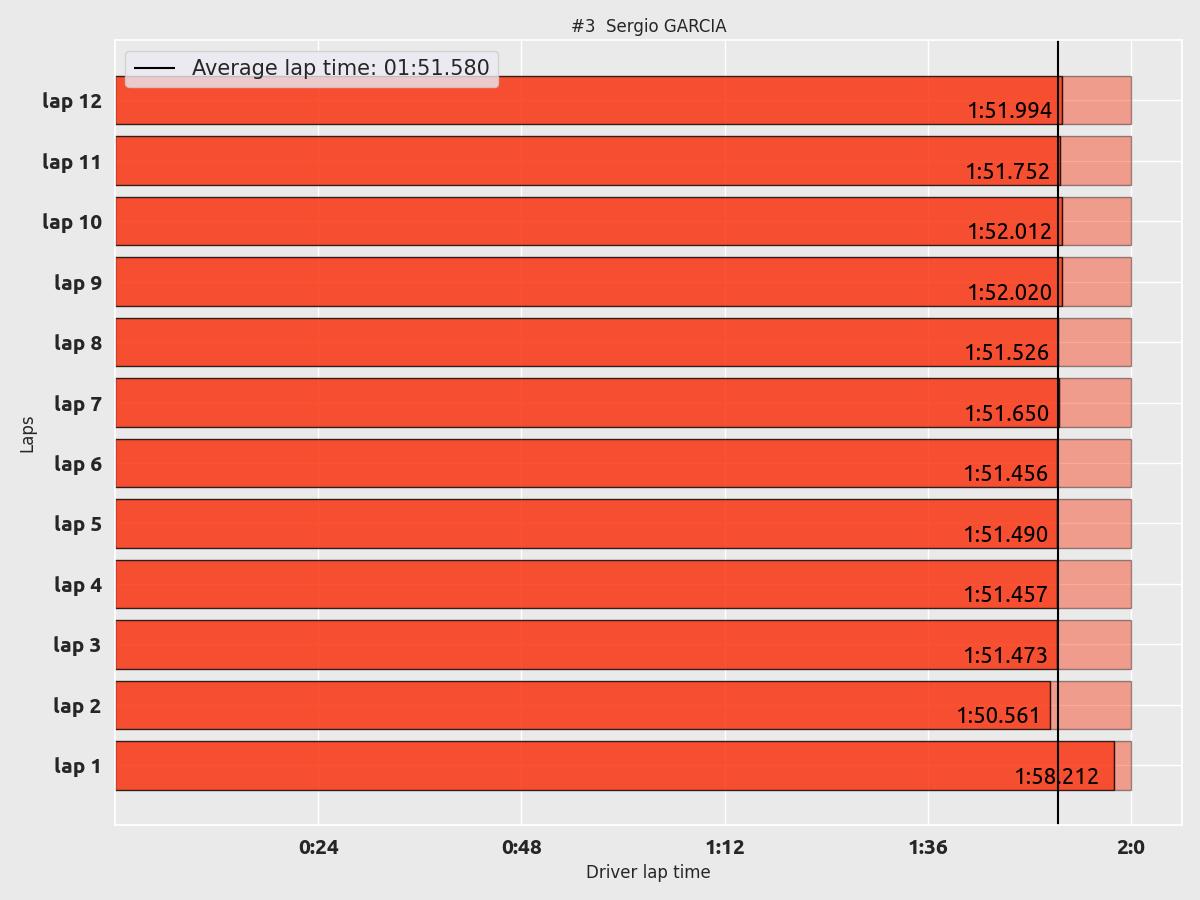 #3  Sergio GARCIA
Average lap time: 01:51.580
lap 12
1:51.994
lap 11
1:51.752
lap 10
1:52.012
lap 9
1:52.020
lap 8
1:51.526
lap 7
1:51.650
lap 6
1:51.456
lap 5
1:51.490
lap 4
1:51.457
lap 3
1:51.473
lap 2
1:50.561
lap 1
1:58.212
Laps
0:24 0:48 1:12 1:36 2:0
Driver lap time